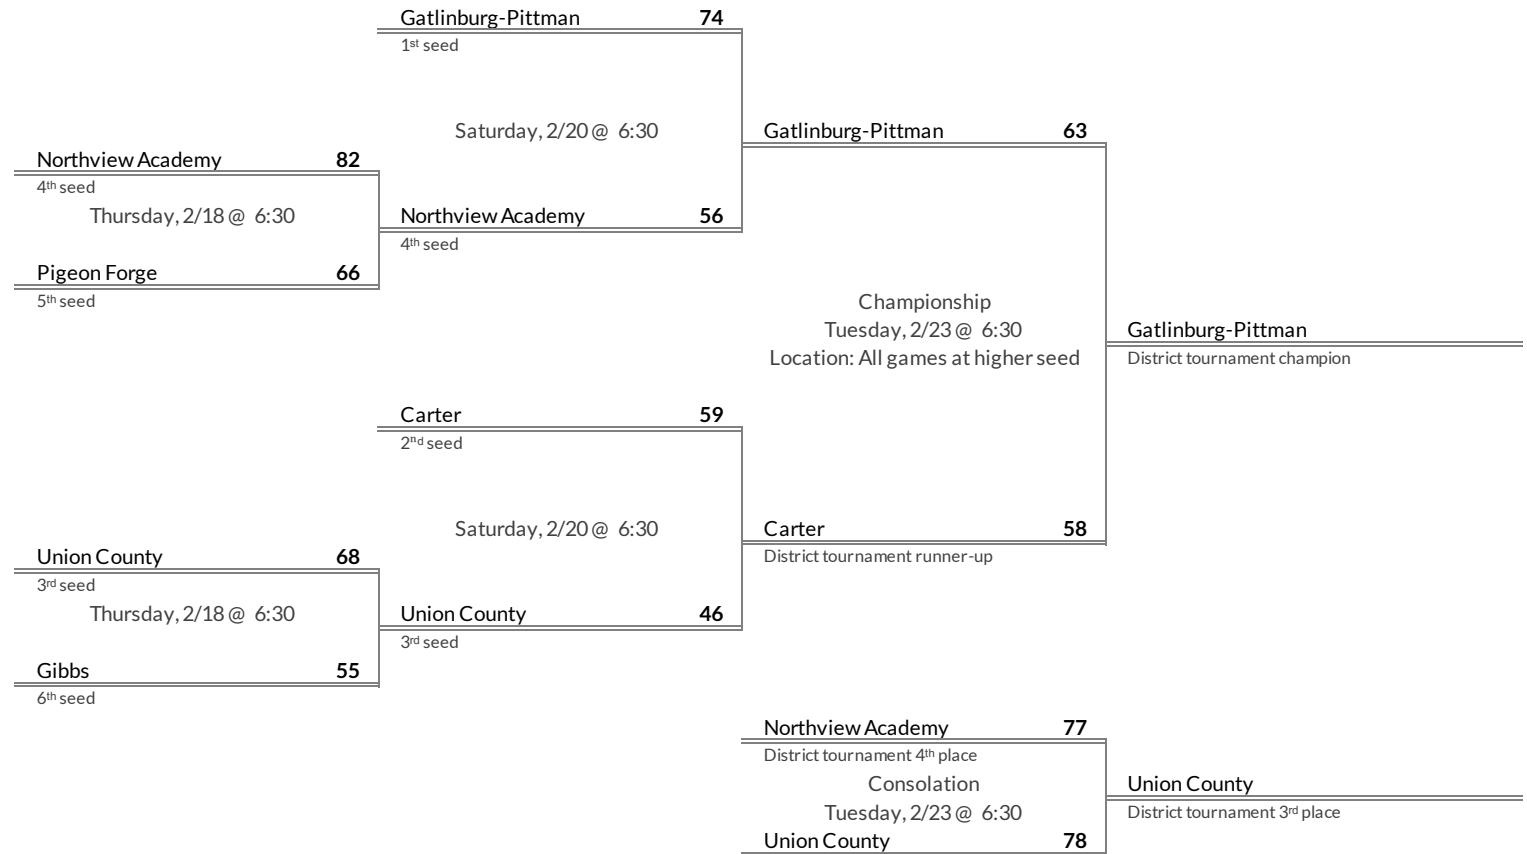 Gatlinburg-Pittman 74
1st seed
Saturday, 2/20 @ 6:30
Gatlinburg-Pittman 63
Northview Academy 82
4th seed
Thursday, 2/18 @ 6:30
Northview Academy 56
4th seed
Pigeon Forge 66
5th seed
Championship
Tuesday, 2/23 @ 6:30
Location: All games at higher seed
Gatlinburg-Pittman
District tournament champion
Carter 59
2nd seed
Saturday, 2/20 @ 6:30
Carter 58
District tournament runner-up
Union County 68
3rd seed
Thursday, 2/18 @ 6:30
Union County 46
3rd seed
Gibbs 55
6th seed
Northview Academy 77
District tournament 4th place
Consolation
Tuesday, 2/23 @ 6:30
Union County 78
Union County
District tournament 3rd place